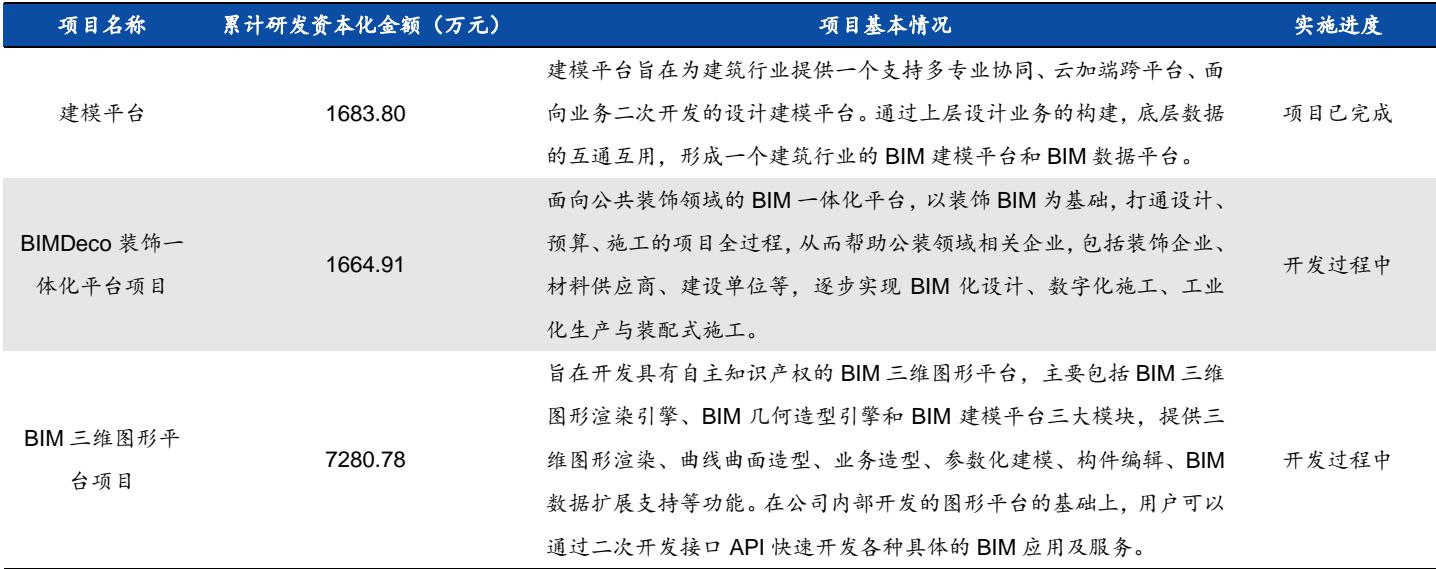 项目名称 累计研发资本化金额（万元） 项目基本情况 实施进度
建模平台旨在为建筑行业提供一个支持多专业协同、云加端跨平台、面
建模平台 1683.80 向业务二次开发的设计建模平台。通过上层设计业务的构建，底层数据 项目已完成
的互通互用，形成一个建筑行业的 BIM 建模平台和 BIM 数据平台。
面向公共装饰领域的 BIM 一体化平台，以装饰 BIM 为基础，打通设计、
BIMDeco 装饰一 预算、施工的项目全过程，从而帮助公装领域相关企业，包括装饰企业、
1664.91 开发过程中
体化平台项目 材料供应商、建设单位等，逐步实现 BIM 化设计、数字化施工、工业
化生产与装配式施工。
旨在开发具有自主知识产权的 BIM 三维图形平台，主要包括 BIM 三维
图形渲染引擎、BIM 几何造型引擎和 BIM 建模平台三大模块，提供三
BIM 三维图形平
7280.78 维图形渲染、曲线曲面造型、业务造型、参数化建模、构件编辑、BIM 开发过程中
台项目
数据扩展支持等功能。在公司内部开发的图形平台的基础上，用户可以
通过二次开发接口 API 快速开发各种具体的 BIM 应用及服务。